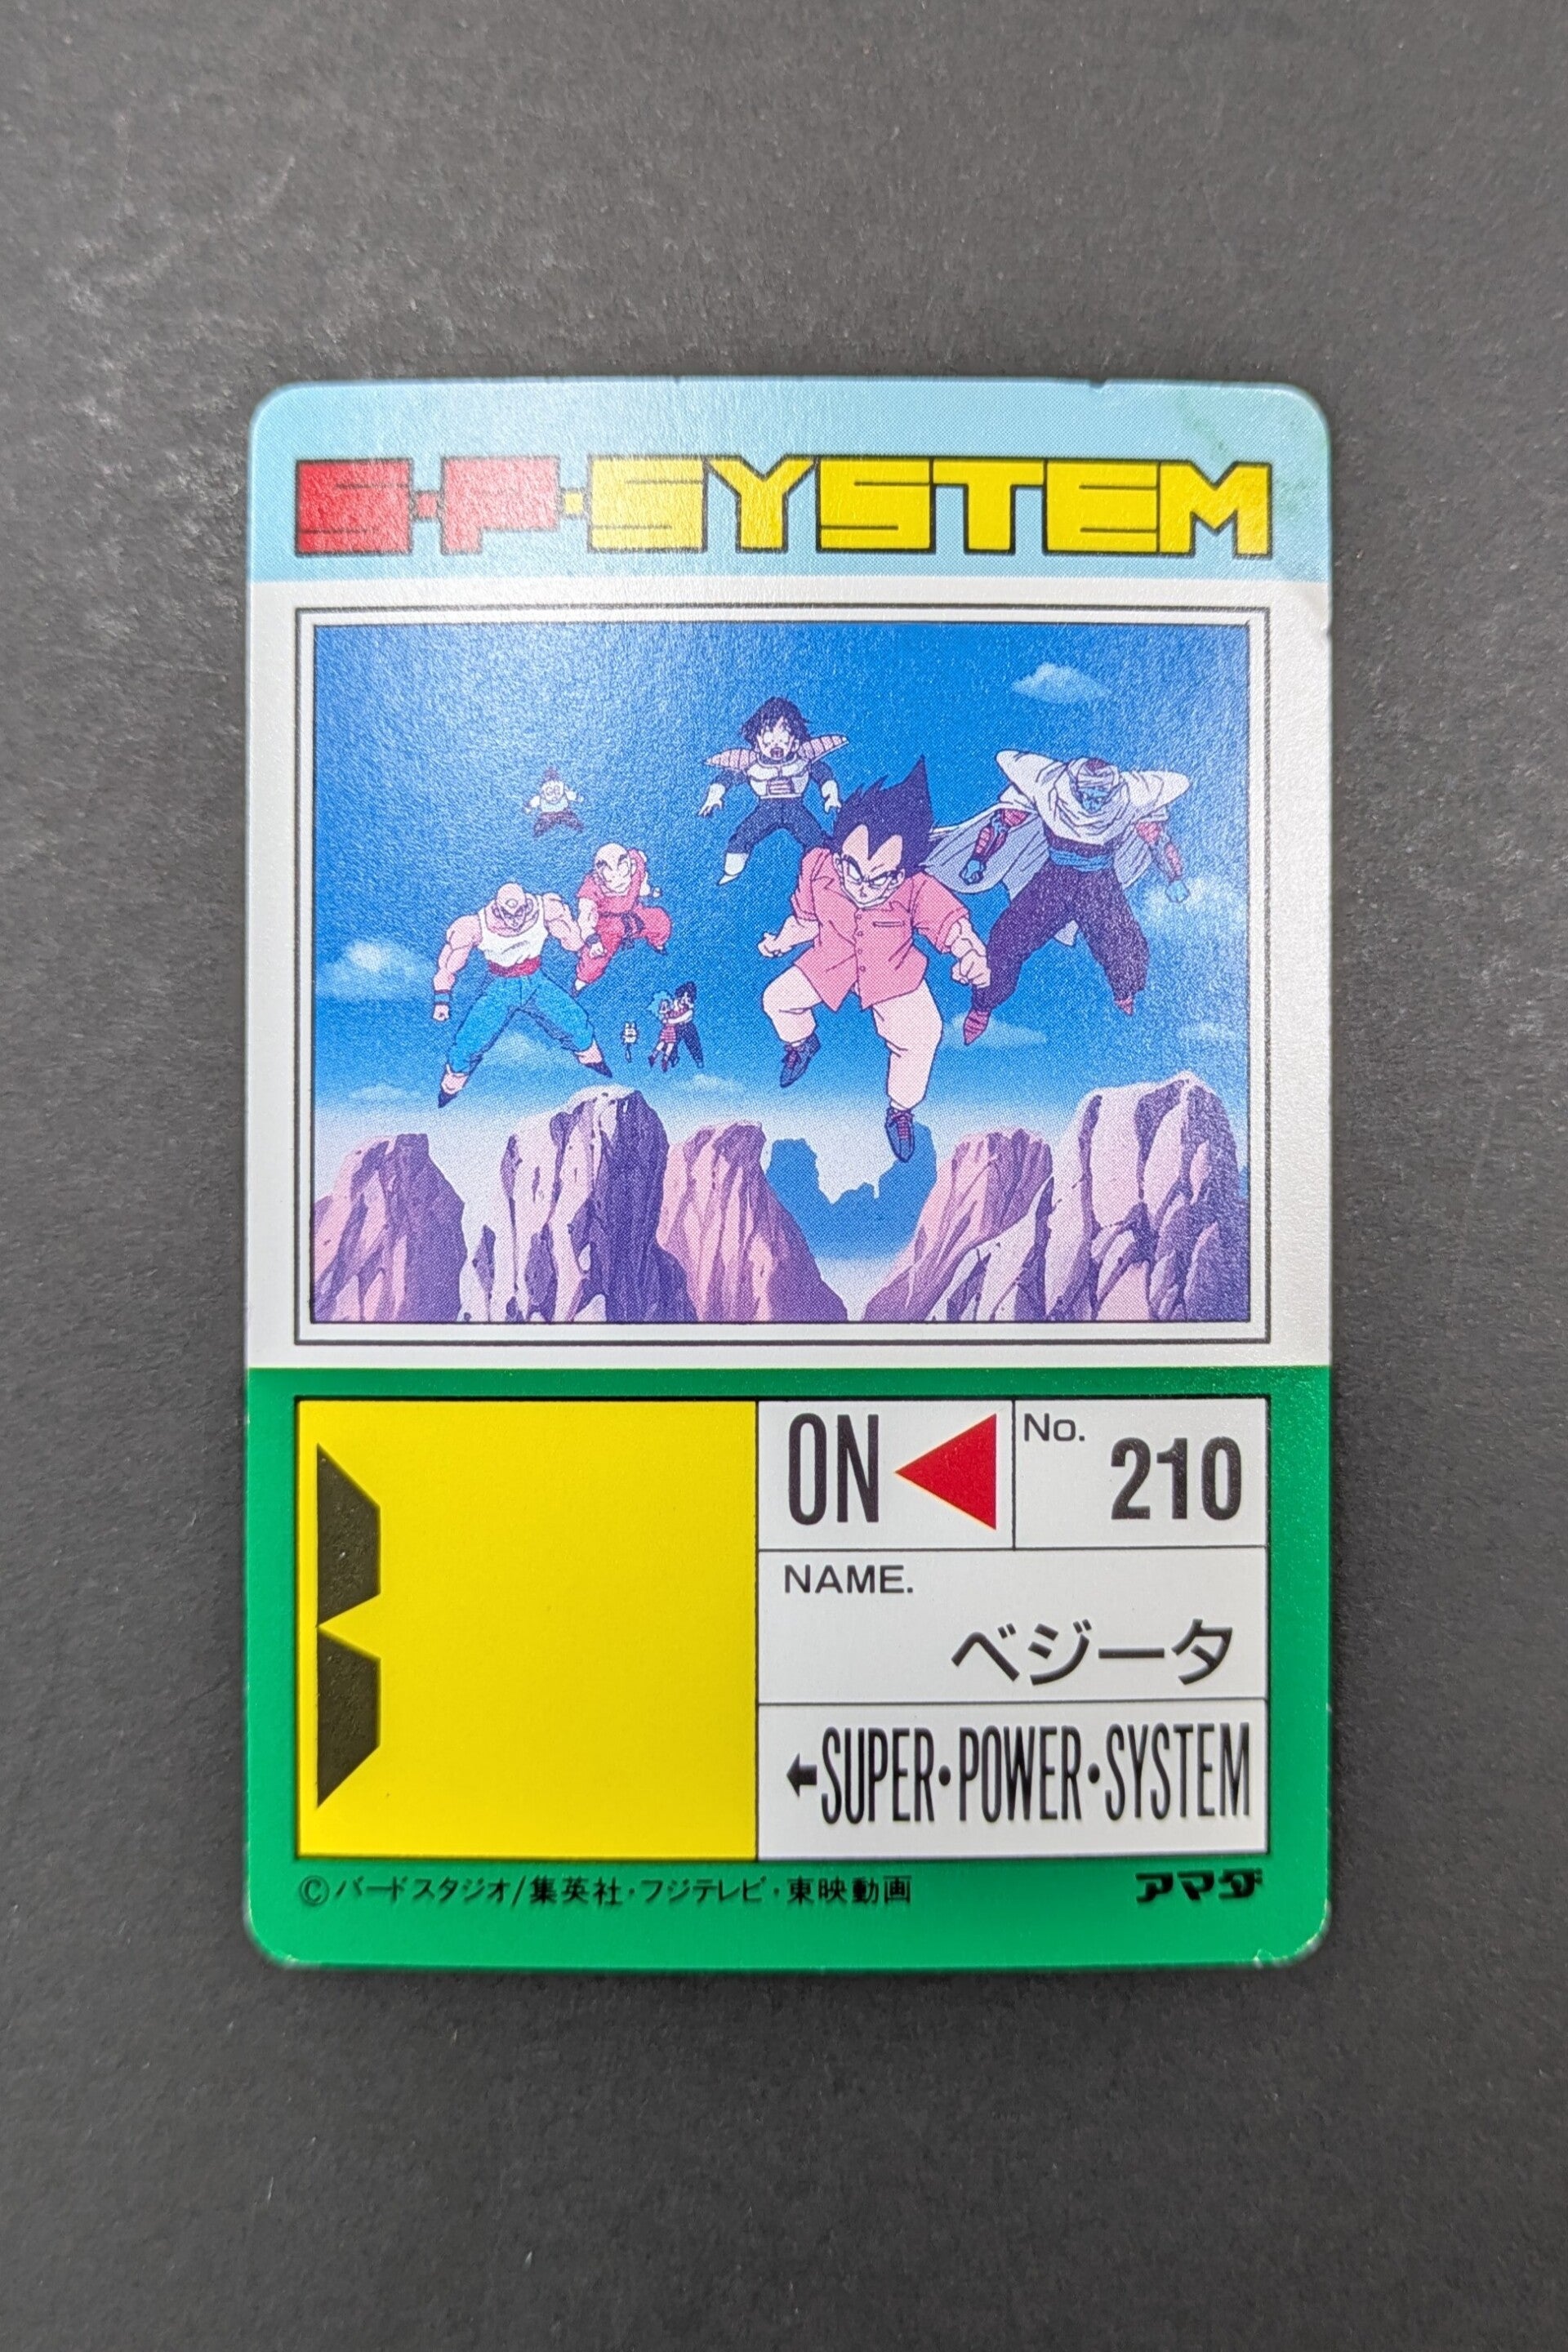 S・P・SYSTEM
ON
No. 210
NAME.
ベジータ
←SUPER・POWER・SYSTEM
©バードスタジオ/集英社・フジテレビ・東映動画
アマダ